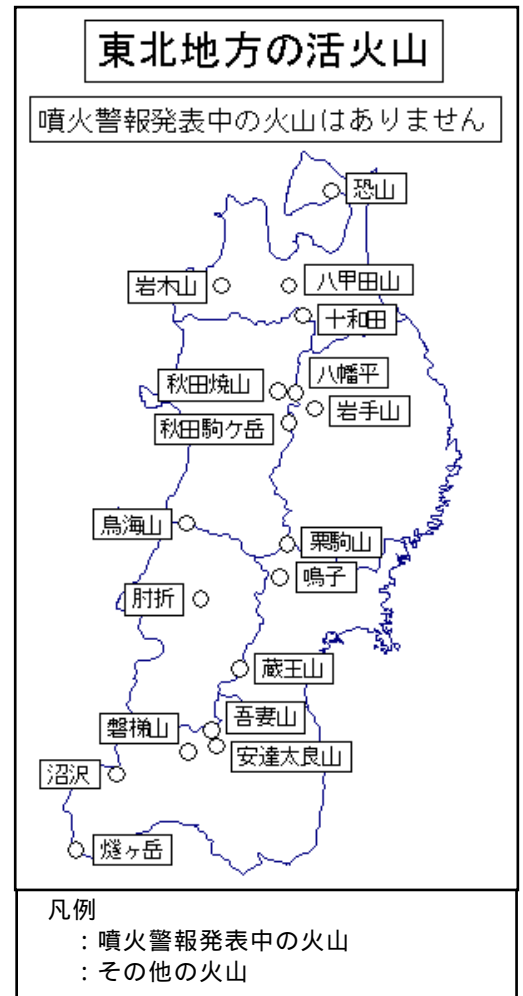 東北地方の活火山
噴火警報発表中の火山はありません
恐山
岩木山
八甲田山
十和田
八幡平
秋田焼山
岩手山
秋田駒ケ岳
鳥海山
栗駒山
鳴子
肘折
蔵王山
吾妻山
磐梯山
安達太良山
沼沢
燧ヶ岳
凡例
：噴火警報発表中の火山
：その他の火山